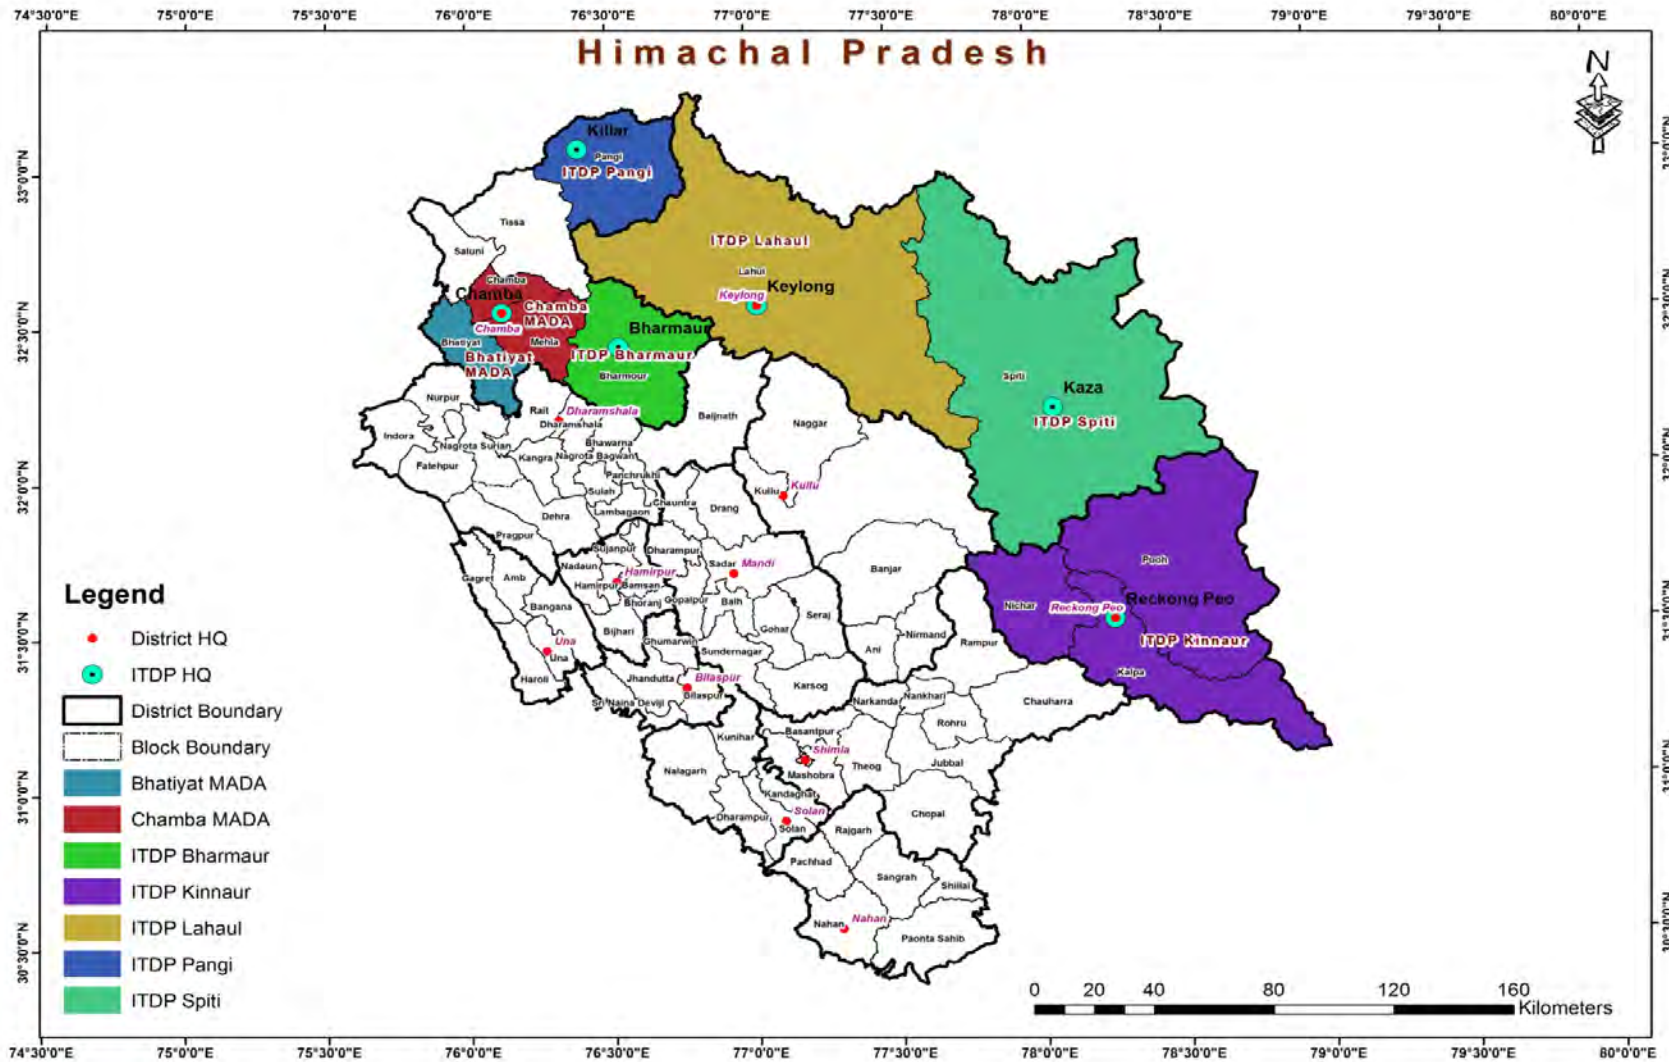 74°30'0"E 75°0'0"E 75°30'0"E 76°0'0"E 76°30'0"E 77°0'0"E 77°30'0"E 78°0'0"E 78°30'0"E 79°0'0"E 79°30'0"E 80°0'0"E
Himachal Pradesh
N
33°0'0"N
32°30'0"N
32°0'0"N
31°30'0"N
31°0'0"N
30°30'0"N
Killar
Pangi
ITDP Pangi
Tissa
Saluni
ITDP Lahaul
Lahul
Keylong
Keylong
Chamba
Chamba
Chamba
MADA
Chamba
Mehla
Bhatiyat
Bhatiyat
MADA
Bharmaur
ITDP Bharmaur
Bharmour
Spiti
Kaza
ITDP Spiti
Nurpur
Rait
Dharamshala
Dharamshala
Baijnath
Naggar
Indora
Nagrota Surian
Bhawarna
Fatehpur
Kangra
Nagrota Bagwan
Panchrukhi
Sulah
Kullu
Kullu
Chauntra
Drang
Lambagaon
Dehra
Pragpur
Sujanpur
Dharampur
Sadar
Mandi
Puoh
Nadaun
Hamirpur
Banjar
Gagret
Amb
Hamirpur
Bamsan
Bhoranj
Gopalpur
Balh
Seraj
Nichar
Reckong Peo
Reckong Peo
Bangana
Bijhari
Gohar
Nirmand
Rampur
ITDP Kinnaur
Una
Una
Ghumarwin
Sundernagar
Ani
Kalpa
Haroli
Jhandutta
Bilaspur
Karsog
Sri Naina Deviji
Bilaspur
Narkanda
Nankhari
Chauharra
Kunihar
Basantpur
Rohru
Shimla
Nalagarh
Mashobra
Theog
Jubbal
Kandaghat
Dharampur
Solan
Solan
Rajgarh
Chopal
Pachhad
Sangrah
Shillai
Nahan
Nahan
Paonta Sahib
Legend
District HQ
ITDP HQ
District Boundary
Block Boundary
Bhatiyat MADA
Chamba MADA
ITDP Bharmaur
ITDP Kinnaur
ITDP Lahaul
ITDP Pangi
ITDP Spiti
0 20 40 80 120 160
Kilometers
74°30'0"E 75°0'0"E 75°30'0"E 76°0'0"E 76°30'0"E 77°0'0"E 77°30'0"E 78°0'0"E 78°30'0"E 79°0'0"E 79°30'0"E 80°0'0"E